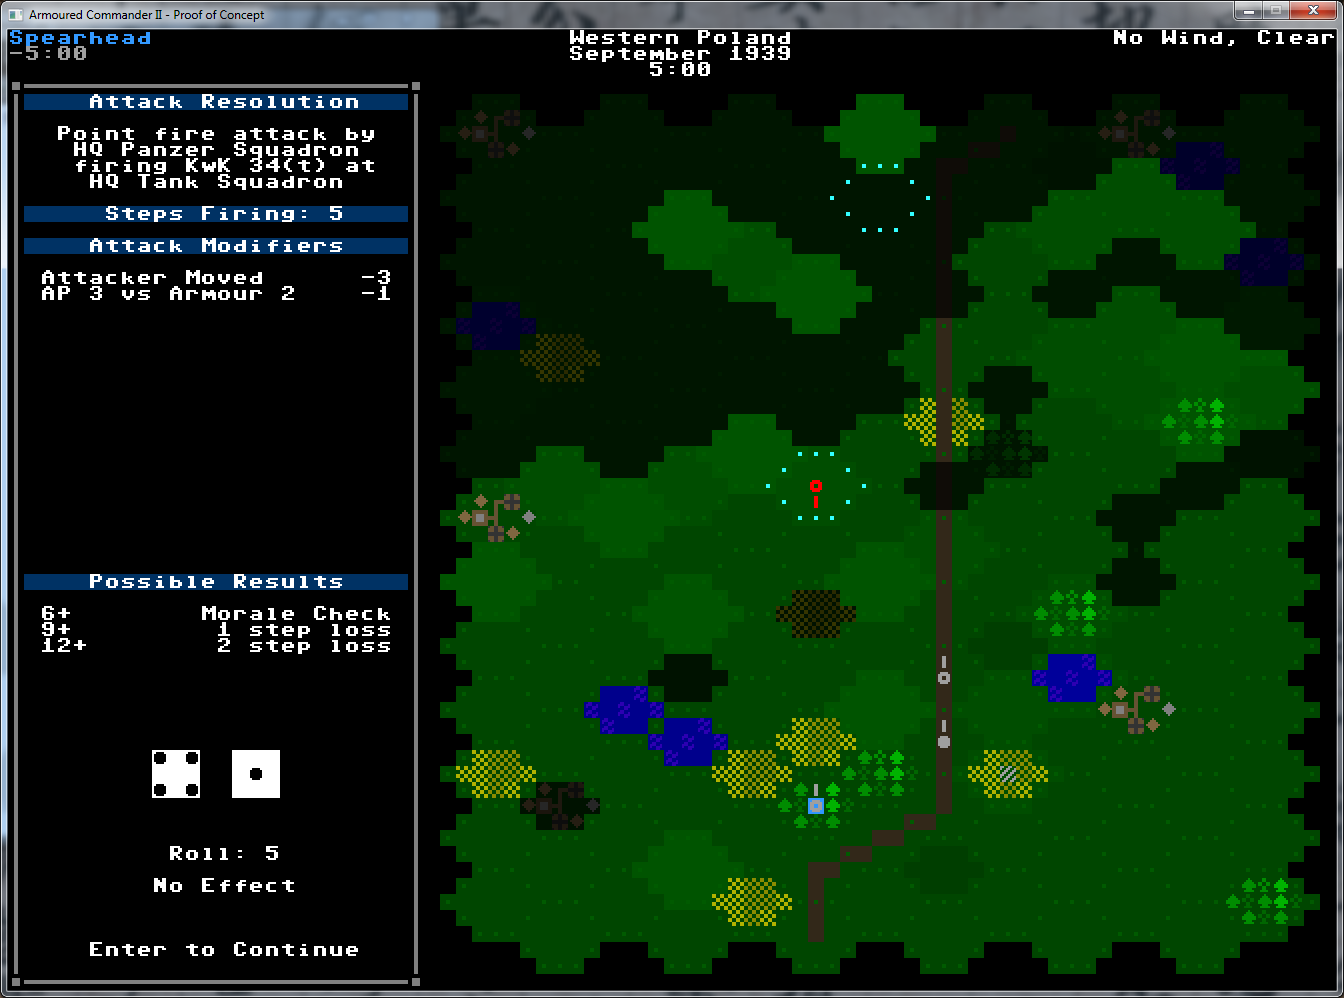 Armoured Commander II - Proof of Concept
Spearhead
-5:00
Western Poland
September 1939
5:00
No Wind, Clear
Attack Resolution
Point fire attack by
HQ Panzer Squadron
firing KwK 34(t) at
HQ Tank Squadron
Steps Firing: 5
Attack Modifiers
Attacker Moved -3
AP 3 vs Armour 2 -1
Possible Results
6+ Morale Check
9+ 1 step loss
12+ 2 step loss
Roll: 5
No Effect
Enter to Continue